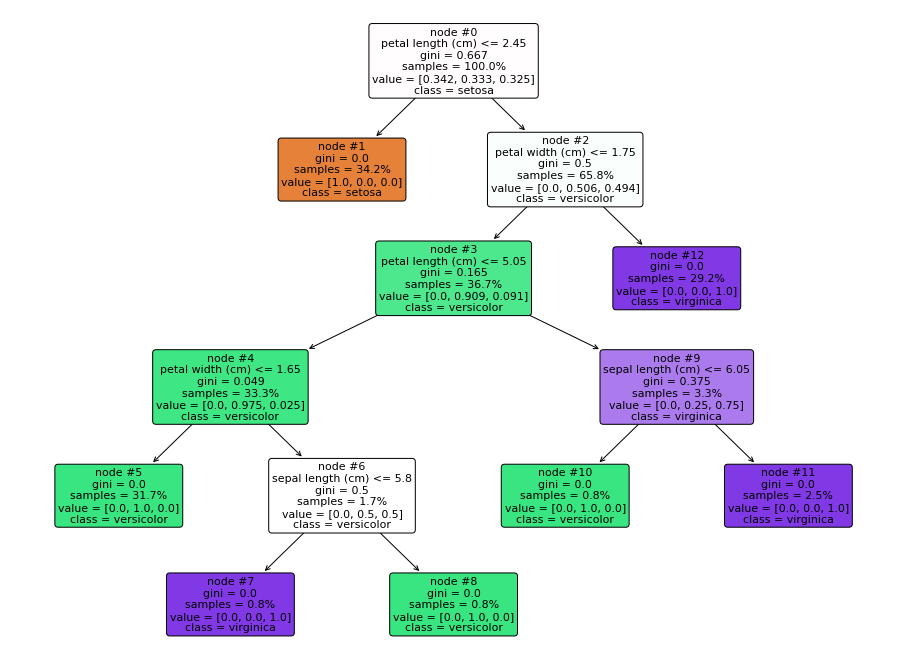 node #0
petal length (cm) <= 2.45
gini = 0.667
samples = 100.0%
value = [0.342, 0.333, 0.325]
class = setosa
node #1
gini = 0.0
samples = 34.2%
value = [1.0, 0.0, 0.0]
class = setosa
node #2
petal width (cm) <= 1.75
gini = 0.5
samples = 65.8%
value = [0.0, 0.506, 0.494]
class = versicolor
node #3
petal length (cm) <= 5.05
gini = 0.165
samples = 36.7%
value = [0.0, 0.909, 0.091]
class = versicolor
node #12
gini = 0.0
samples = 29.2%
value = [0.0, 0.0, 1.0]
class = virginica
node #4
petal width (cm) <= 1.65
gini = 0.049
samples = 33.3%
value = [0.0, 0.975, 0.025]
class = versicolor
node #9
sepal length (cm) <= 6.05
gini = 0.375
samples = 3.3%
value = [0.0, 0.25, 0.75]
class = virginica
node #5
gini = 0.0
samples = 31.7%
value = [0.0, 1.0, 0.0]
class = versicolor
node #6
sepal length (cm) <= 5.8
gini = 0.5
samples = 1.7%
value = [0.0, 0.5, 0.5]
class = versicolor
node #10
gini = 0.0
samples = 0.8%
value = [0.0, 1.0, 0.0]
class = versicolor
node #11
gini = 0.0
samples = 2.5%
value = [0.0, 0.0, 1.0]
class = virginica
node #7
gini = 0.0
samples = 0.8%
value = [0.0, 0.0, 1.0]
class = virginica
node #8
gini = 0.0
samples = 0.8%
value = [0.0, 1.0, 0.0]
class = versicolor